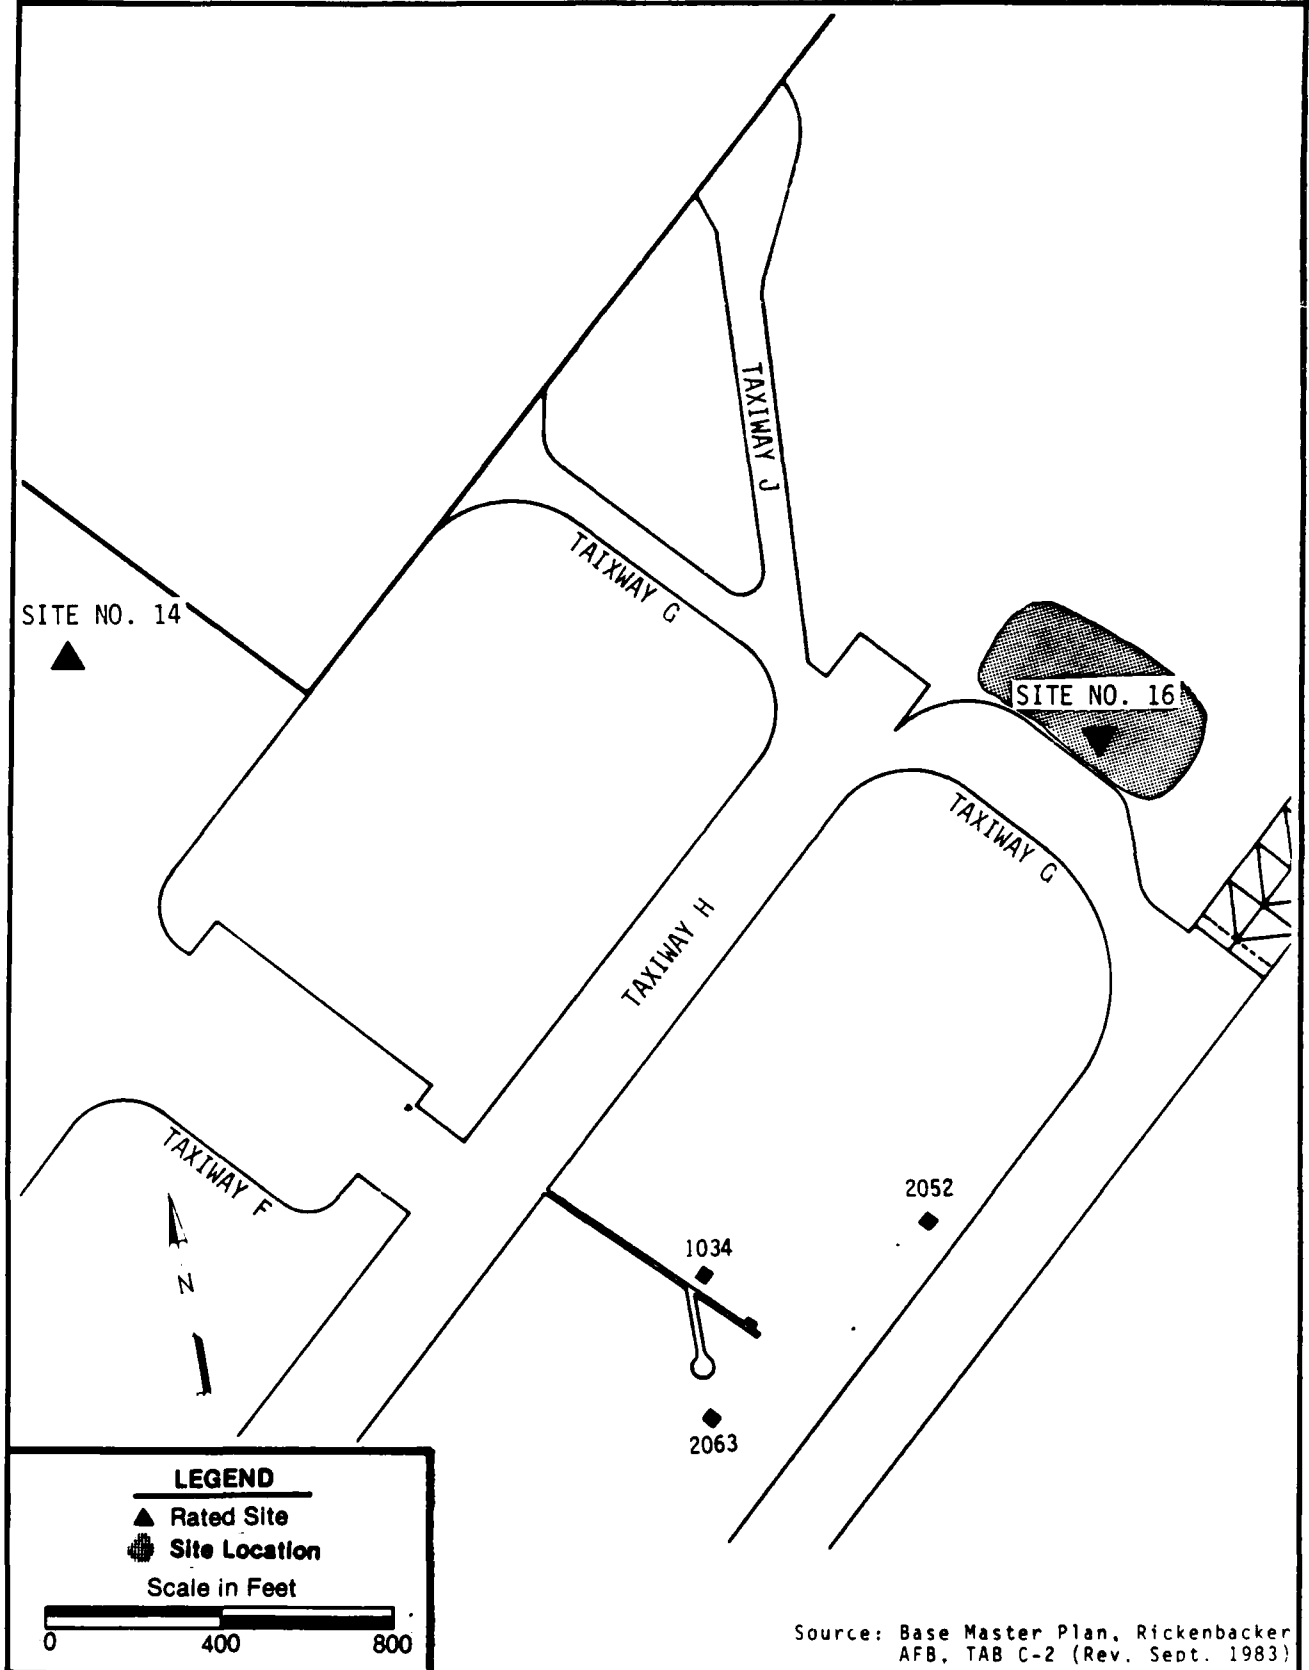 TAXIWAY J
TAIXWAY G
SITE NO. 14
SITE NO. 16
TAXIWAY G
TAXIWAY H
TAXIWAY F
N
2052
1034
2063
LEGEND
Rated Site
Site Location
Scale in Feet
0 400 800
Source: Base Master Plan, Rickenbacker
AFB, TAB C-2 (Rev. Sept. 1983)